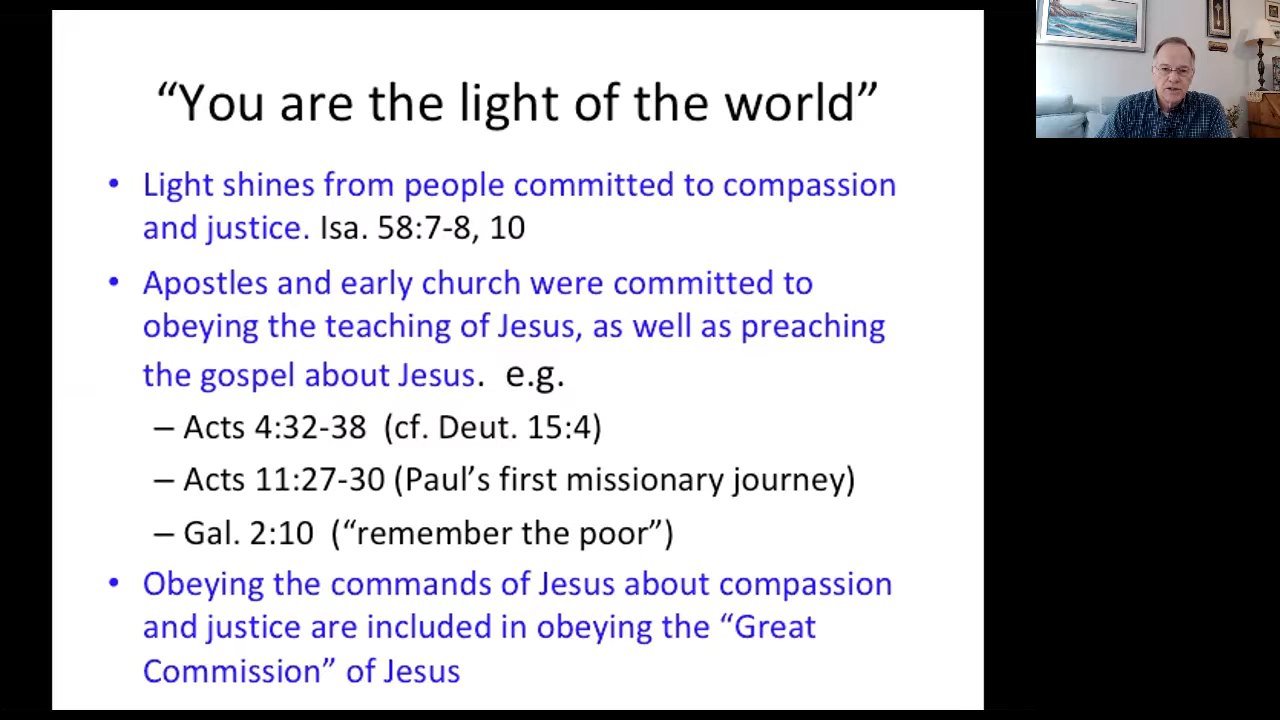 “You are the light of the world”
• Light shines from people committed to compassion
and justice. Isa. 58:7-8, 10
• Apostles and early church were committed to
obeying the teaching of Jesus, as well as preaching
the gospel about Jesus. e.g.
– Acts 4:32-38 (cf. Deut. 15:4)
– Acts 11:27-30 (Paul’s first missionary journey)
– Gal. 2:10 (“remember the poor”)
• Obeying the commands of Jesus about compassion
and justice are included in obeying the “Great
Commission” of Jesus